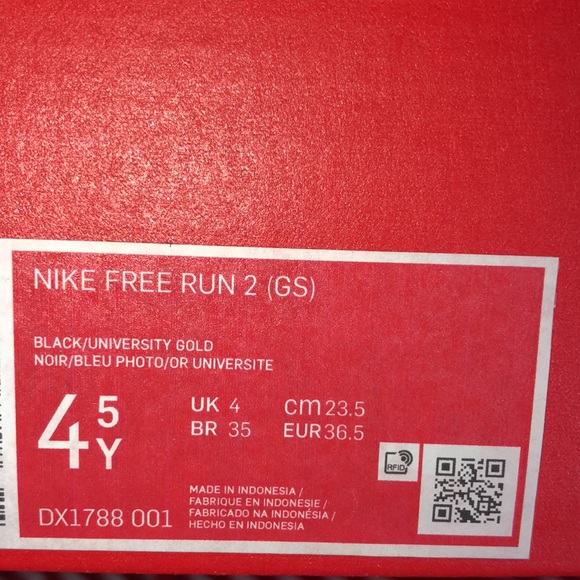 NIKE FREE RUN 2 (GS)
BLACK/UNIVERSITY GOLD
NOIR/BLEU PHOTO/OR UNIVERSITE
4 5 Y
UK 4 cm 23.5
BR 35 EUR 36.5
RFID
DX1788 001
MADE IN INDONESIA /
FABRIQUE EN INDONESIE /
FABRICADO NA INDONÉSIA /
HECHO EN INDONESIA